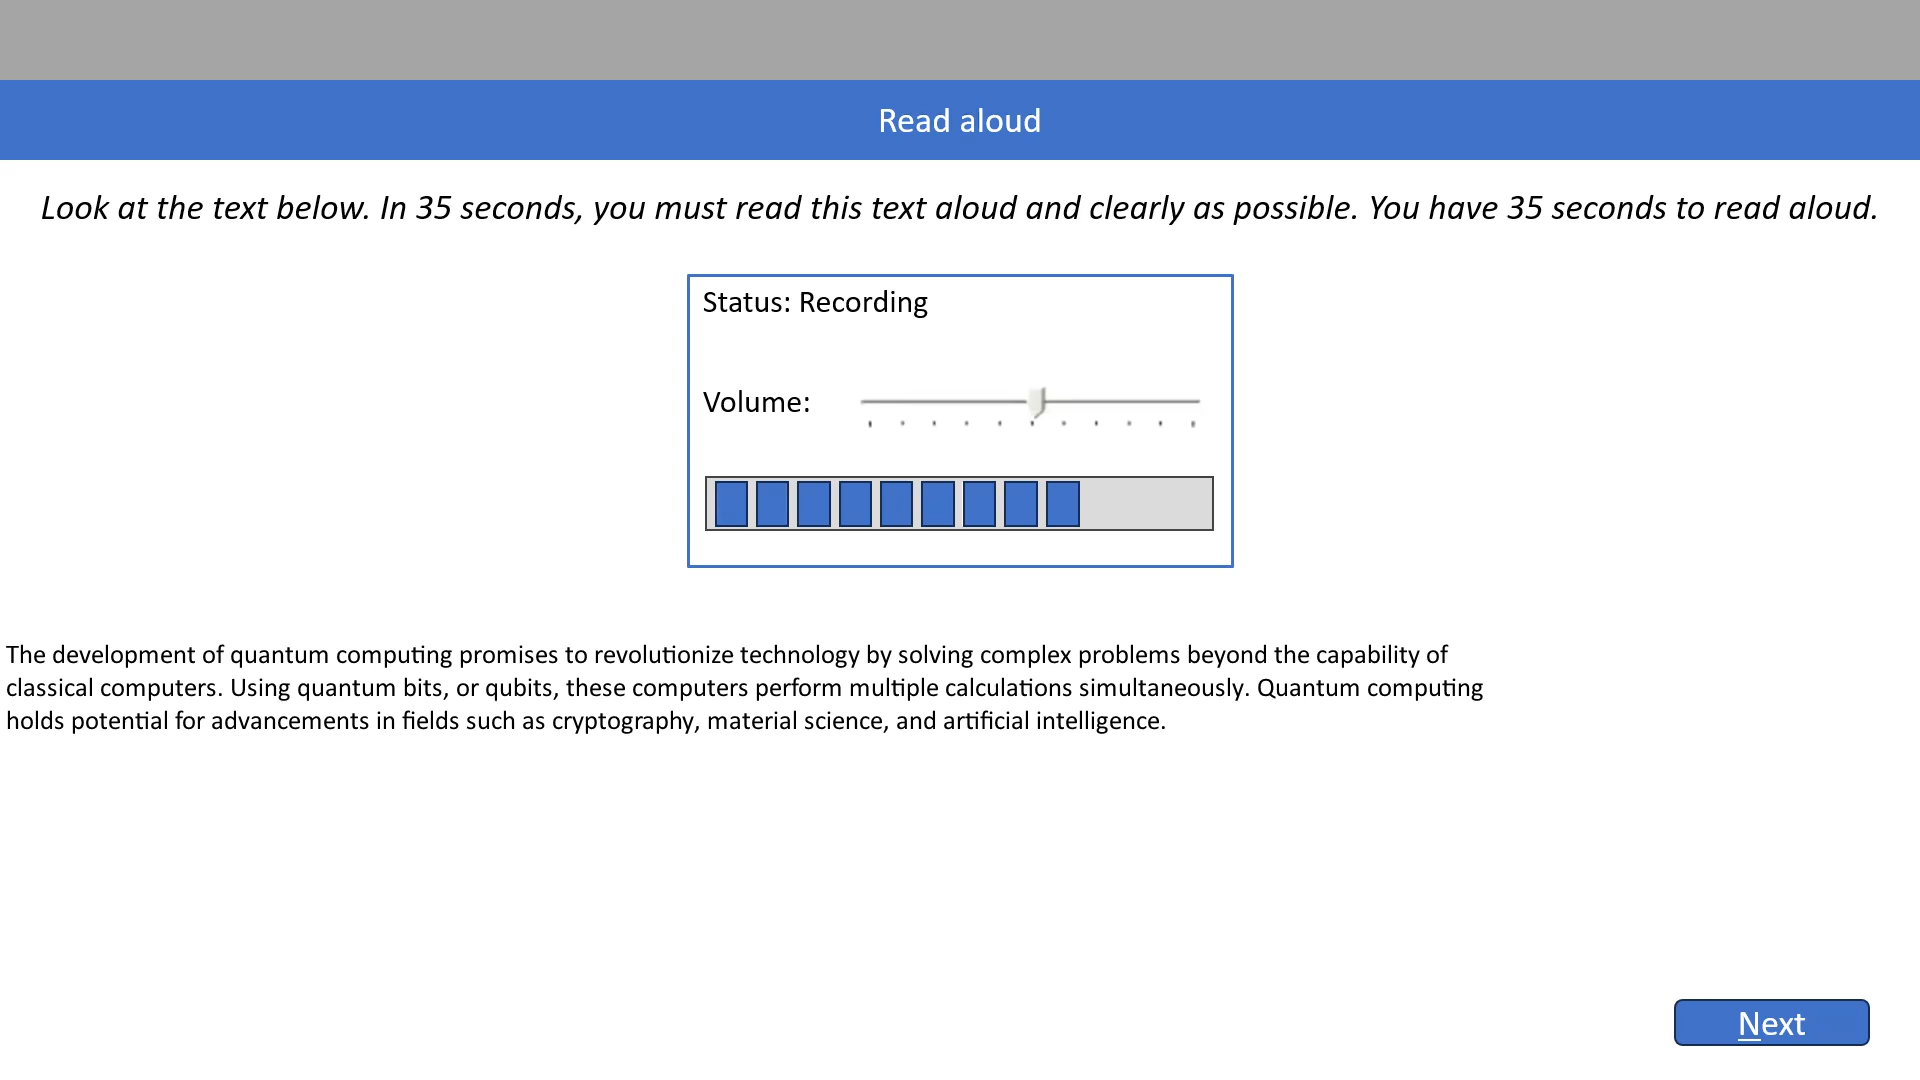 Read aloud
Look at the text below. In 35 seconds, you must read this text aloud and clearly as possible. You have 35 seconds to read aloud.
Status: Recording
Volume:
The development of quantum computing promises to revolutionize technology by solving complex problems beyond the capability of
classical computers. Using quantum bits, or qubits, these computers perform multiple calculations simultaneously. Quantum computing
holds potential for advancements in fields such as cryptography, material science, and artificial intelligence.
Next